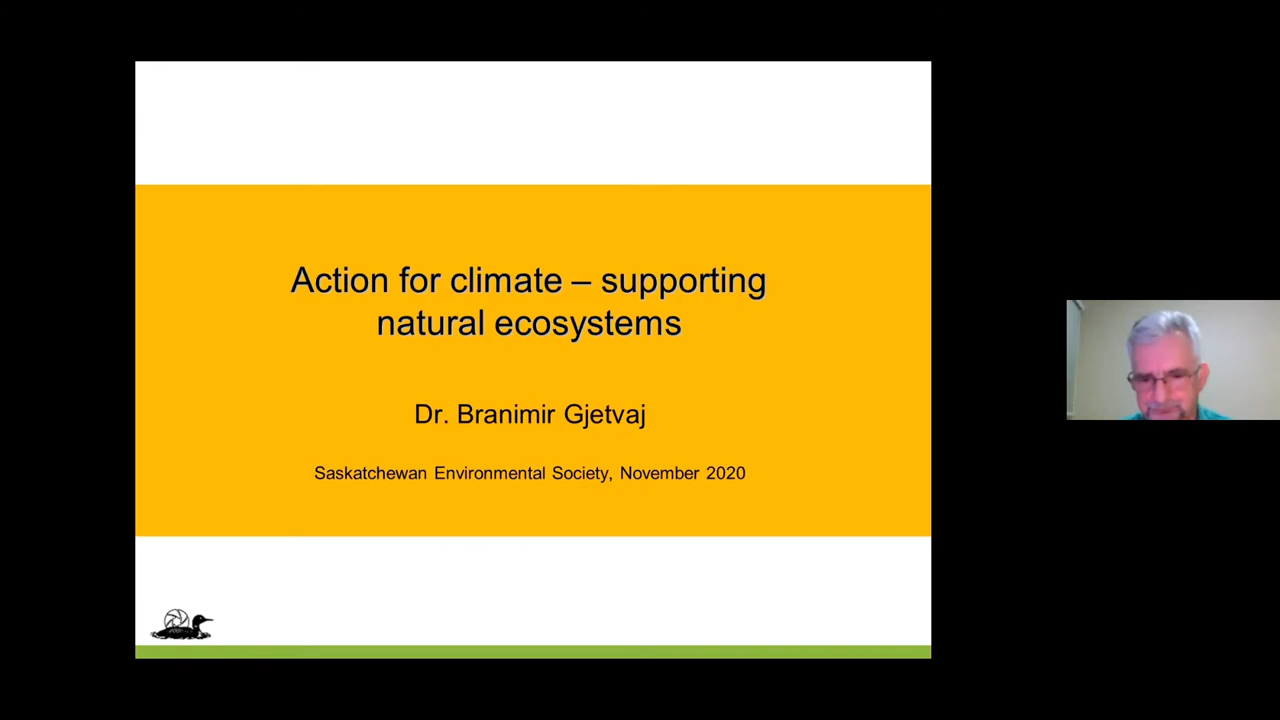 Action for climate – supporting
natural ecosystems
Dr. Branimir Gjetvaj
Saskatchewan Environmental Society, November 2020